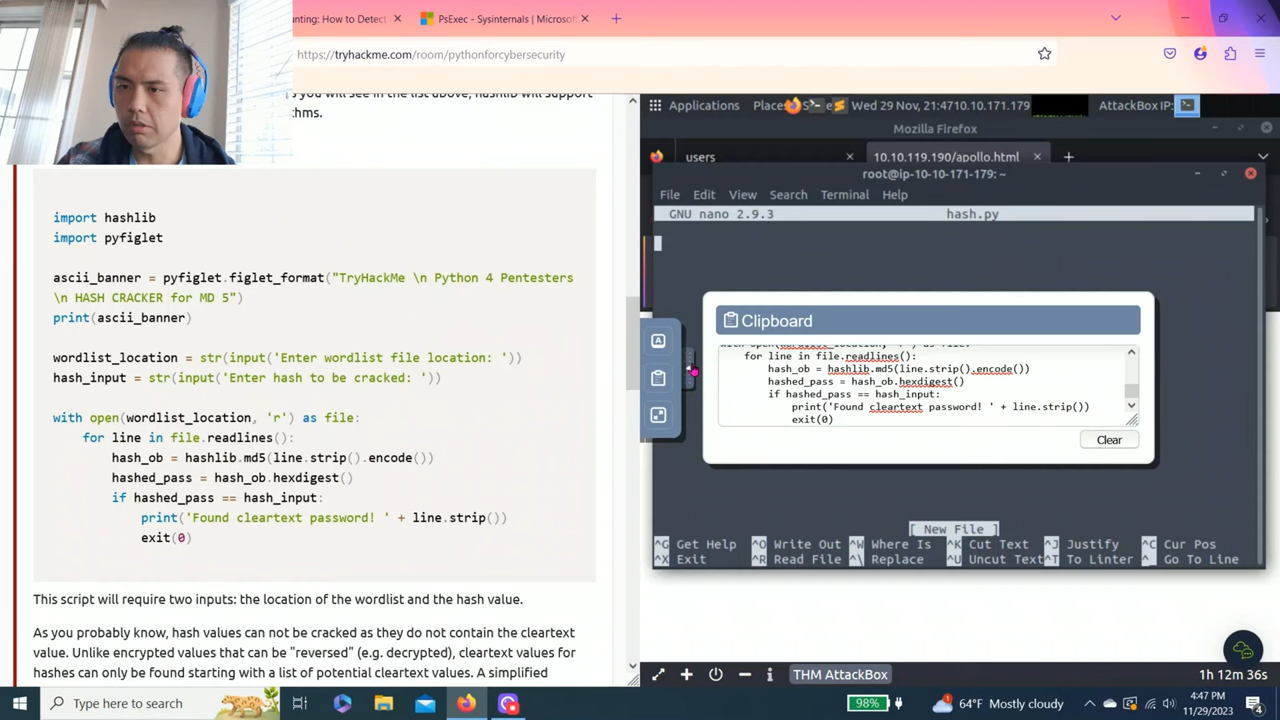 unting: How to Detect
PsExec - Sysinternals | Microsof
https://tryhackme.com/room/pythonforcybersecurity
s you will see in the list above, hashlib will support
thms.
import hashlib
import pyfiglet
ascii_banner = pyfiglet.figlet_format("TryHackMe \n Python 4 Pentesters
\n HASH CRACKER for MD 5")
print(ascii_banner)
wordlist_location = str(input('Enter wordlist file location: '))
hash_input = str(input('Enter hash to be cracked: '))
with open(wordlist_location, 'r') as file:
for line in file.readlines():
hash_ob = hashlib.md5(line.strip().encode())
hashed_pass = hash_ob.hexdigest()
if hashed_pass == hash_input:
print('Found cleartext password! ' + line.strip())
exit(0)
This script will require two inputs: the location of the wordlist and the hash value.
As you probably know, hash values can not be cracked as they do not contain the cleartext
value. Unlike encrypted values that can be "reversed" (e.g. decrypted), cleartext values for
hashes can only be found starting with a list of potential cleartext values. A simplified
Applications Place Wed 29 Nov, 21:47 10.10.171.179 AttackBox IP:
Mozilla Firefox
users 10.10.119.190/apollo.html
root@ip-10-10-171-179: ~
File Edit View Search Terminal Help
GNU nano 2.9.3 hash.py
Clipboard
with open(wordlist_location, 'r') as file:
for line in file.readlines():
hash_ob = hashlib.md5(line.strip().encode())
hashed_pass = hash_ob.hexdigest()
if hashed_pass == hash_input:
print('Found cleartext password! ' + line.strip())
exit(0)
Clear
[ New File ]
^G Get Help ^O Write Out ^W Where Is ^K Cut Text ^J Justify ^C Cur Pos
^X Exit ^R Read File ^\ Replace ^U Uncut Text ^T To Linter ^_ Go To Line
THM AttackBox 1h 12m 36s
Type here to search
98%
64°F Mostly cloudy
4:47 PM
11/29/2023
4